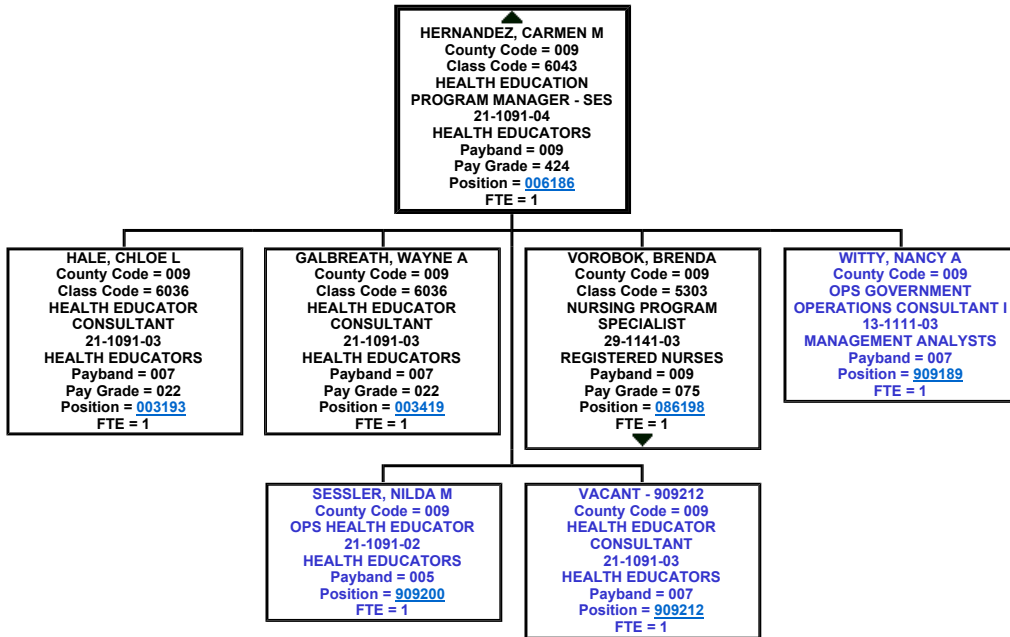 HERNANDEZ, CARMEN M
County Code = 009
Class Code = 6043
HEALTH EDUCATION
PROGRAM MANAGER - SES
21-1091-04
HEALTH EDUCATORS
Payband = 009
Pay Grade = 424
Position = 006186
FTE = 1
HALE, CHLOE L
County Code = 009
Class Code = 6036
HEALTH EDUCATOR
CONSULTANT
21-1091-03
HEALTH EDUCATORS
Payband = 007
Pay Grade = 022
Position = 003193
FTE = 1
GALBREATH, WAYNE A
County Code = 009
Class Code = 6036
HEALTH EDUCATOR
CONSULTANT
21-1091-03
HEALTH EDUCATORS
Payband = 007
Pay Grade = 022
Position = 003419
FTE = 1
VOROBOK, BRENDA
County Code = 009
Class Code = 5303
NURSING PROGRAM
SPECIALIST
29-1141-03
REGISTERED NURSES
Payband = 009
Pay Grade = 075
Position = 086198
FTE = 1
WITTY, NANCY A
County Code = 009
OPS GOVERNMENT
OPERATIONS CONSULTANT I
13-1111-03
MANAGEMENT ANALYSTS
Payband = 007
Position = 909189
FTE = 1
SESSLER, NILDA M
County Code = 009
OPS HEALTH EDUCATOR
21-1091-02
HEALTH EDUCATORS
Payband = 005
Position = 909200
FTE = 1
VACANT - 909212
County Code = 009
HEALTH EDUCATOR
CONSULTANT
21-1091-03
HEALTH EDUCATORS
Payband = 007
Position = 909212
FTE = 1